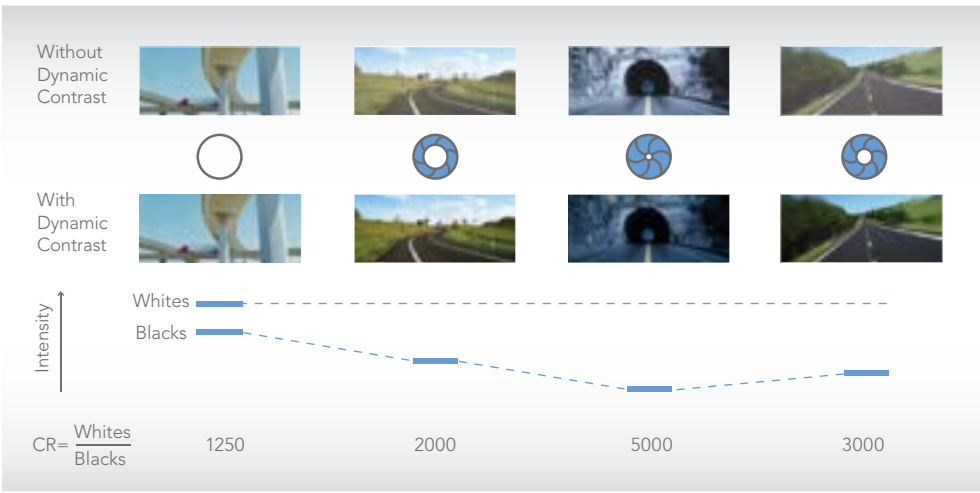 Without
Dynamic
Contrast
With
Dynamic
Contrast
Intensity
Whites
Blacks
CR= Whites
Blacks
1250 2000 5000 3000